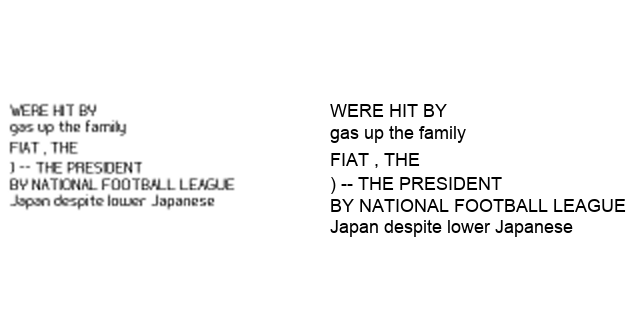 WERE HIT BY
gas up the family
FIAT , THE
) -- THE PRESIDENT
BY NATIONAL FOOTBALL LEAGUE
Japan despite lower Japanese
WERE HIT BY
gas up the family
FIAT , THE
) -- THE PRESIDENT
BY NATIONAL FOOTBALL LEAGUE
Japan despite lower Japanese